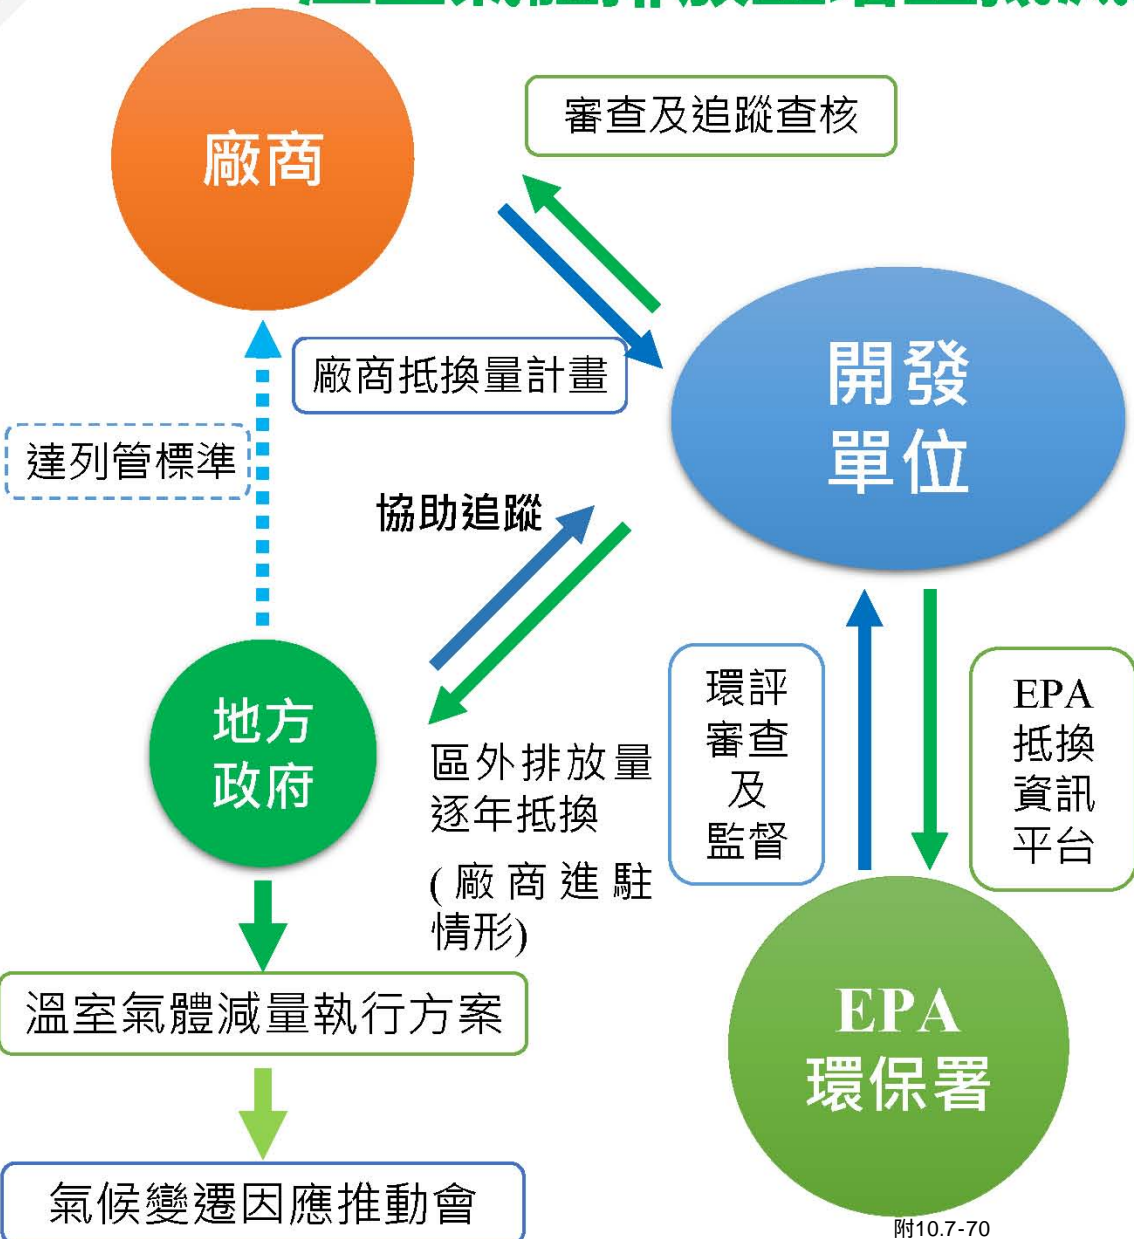 審查及追蹤查核
廠商
廠商抵換量計畫
開發
單位
達列管標準
協助追蹤
地方
政府
區外排放量
逐年抵換
(廠商進駐
情形)
環評
審查
及
監督
EPA
抵換
資訊
平台
溫室氣體減量執行方案
EPA
環保署
氣候變遷因應推動會
附10.7-70